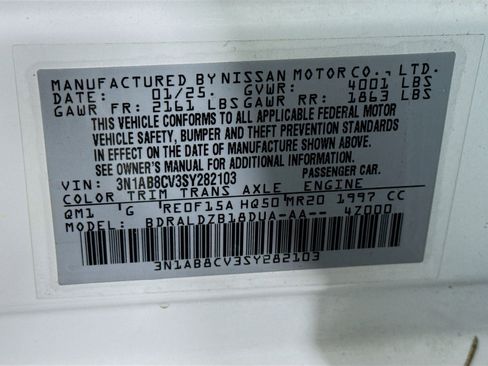 MANUFACTURED BY NISSAN MOTOR CO., LTD.
DATE: 01/25. GVWR: 4001 LBS
GAWR FR: 2161 LBS GAWR RR: 1863 LBS
THIS VEHICLE CONFORMS TO ALL APPLICABLE FEDERAL MOTOR
VEHICLE SAFETY, BUMPER AND THEFT PREVENTION STANDARDS
IN EFFECT ON THE DATE OF MANUFACTURE SHOWN ABOVE.
SEE OWNER'S MANUAL FOR ADDITIONAL INFORMATION.
VIN: 3N1AB8CV3SY282103 PASSENGER CAR.
COLOR TRIM TRANS AXLE ENGINE
QM1 G RE0F15A HQ50 MR20 1997 CC
MODEL: BDRALDZB18DUA-AA-- 4Z000
3N1AB8CV3SY282103